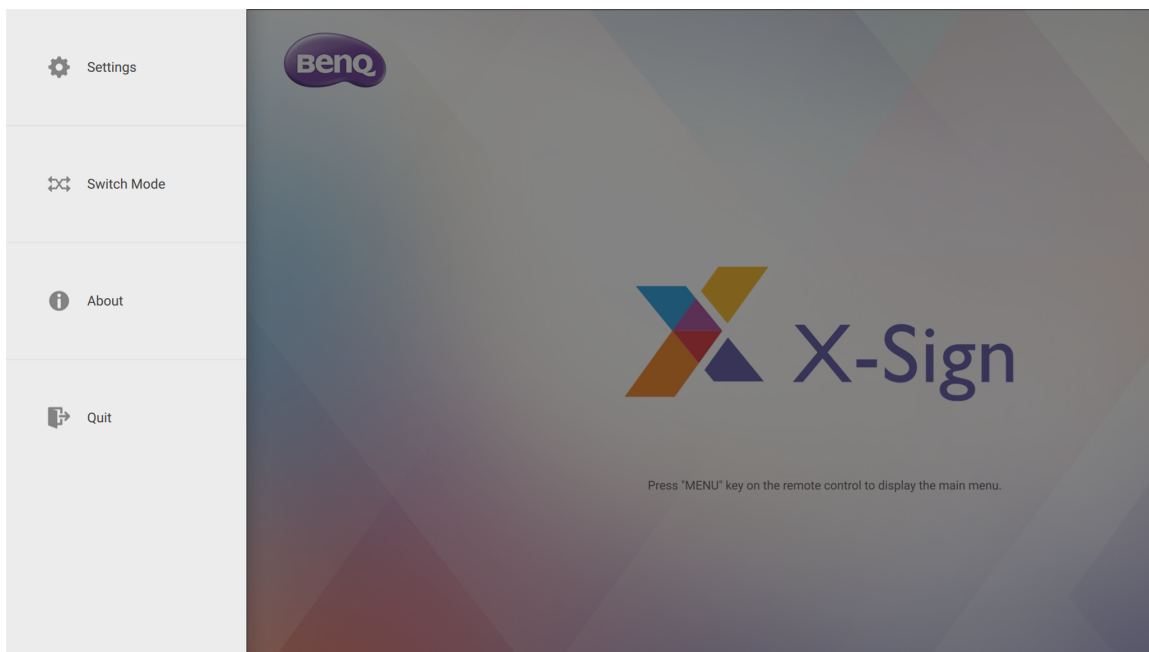 Settings
Switch Mode
About
Quit
BenQ
X-Sign
Press "MENU" key on the remote control to display the main menu.